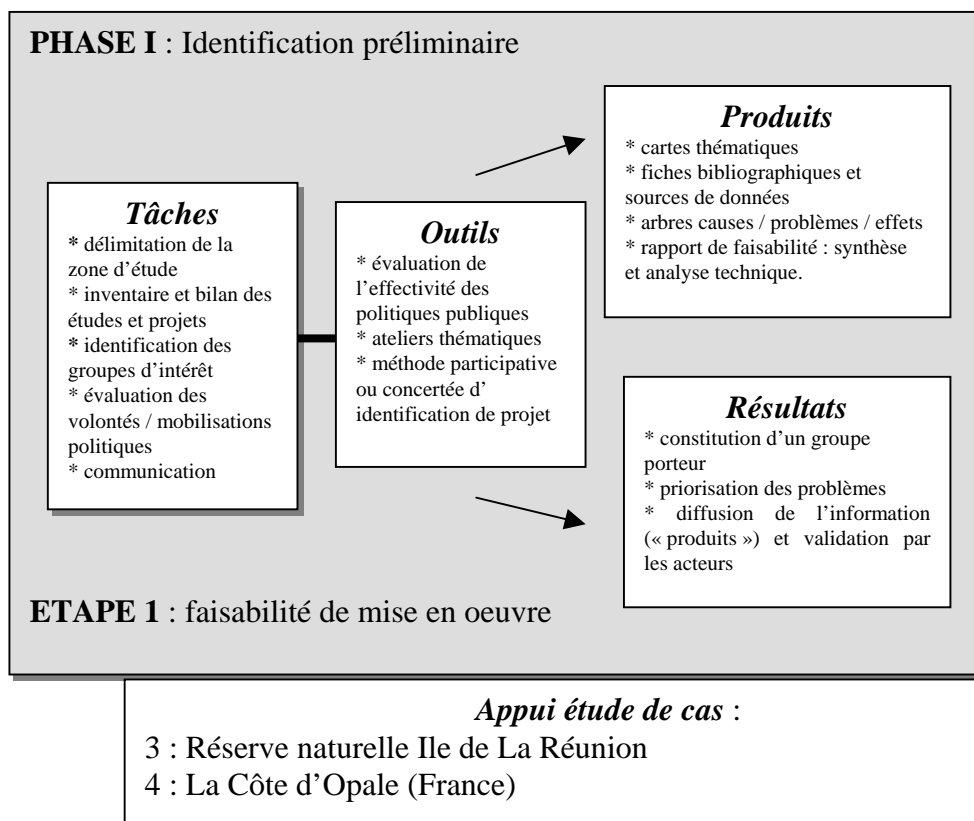 PHASE I : Identification préliminaire
Tâches
* délimitation de la
zone d’étude
* inventaire et bilan des
études et projets
* identification des
groupes d’intérêt
* évaluation des
volontés / mobilisations
politiques
* communication
Outils
* évaluation de
l’effectivité des
politiques publiques
* ateliers thématiques
* méthode participative
ou concertée d’
identification de projet
Produits
* cartes thématiques
* fiches bibliographiques et
sources de données
* arbres causes / problèmes / effets
* rapport de faisabilité : synthèse
et analyse technique.
Résultats
* constitution d’un groupe
porteur
* priorisation des problèmes
* diffusion de l’information
(« produits ») et validation par
les acteurs
ETAPE 1 : faisabilité de mise en oeuvre
Appui étude de cas :
3 : Réserve naturelle Ile de La Réunion
4 : La Côte d’Opale (France)